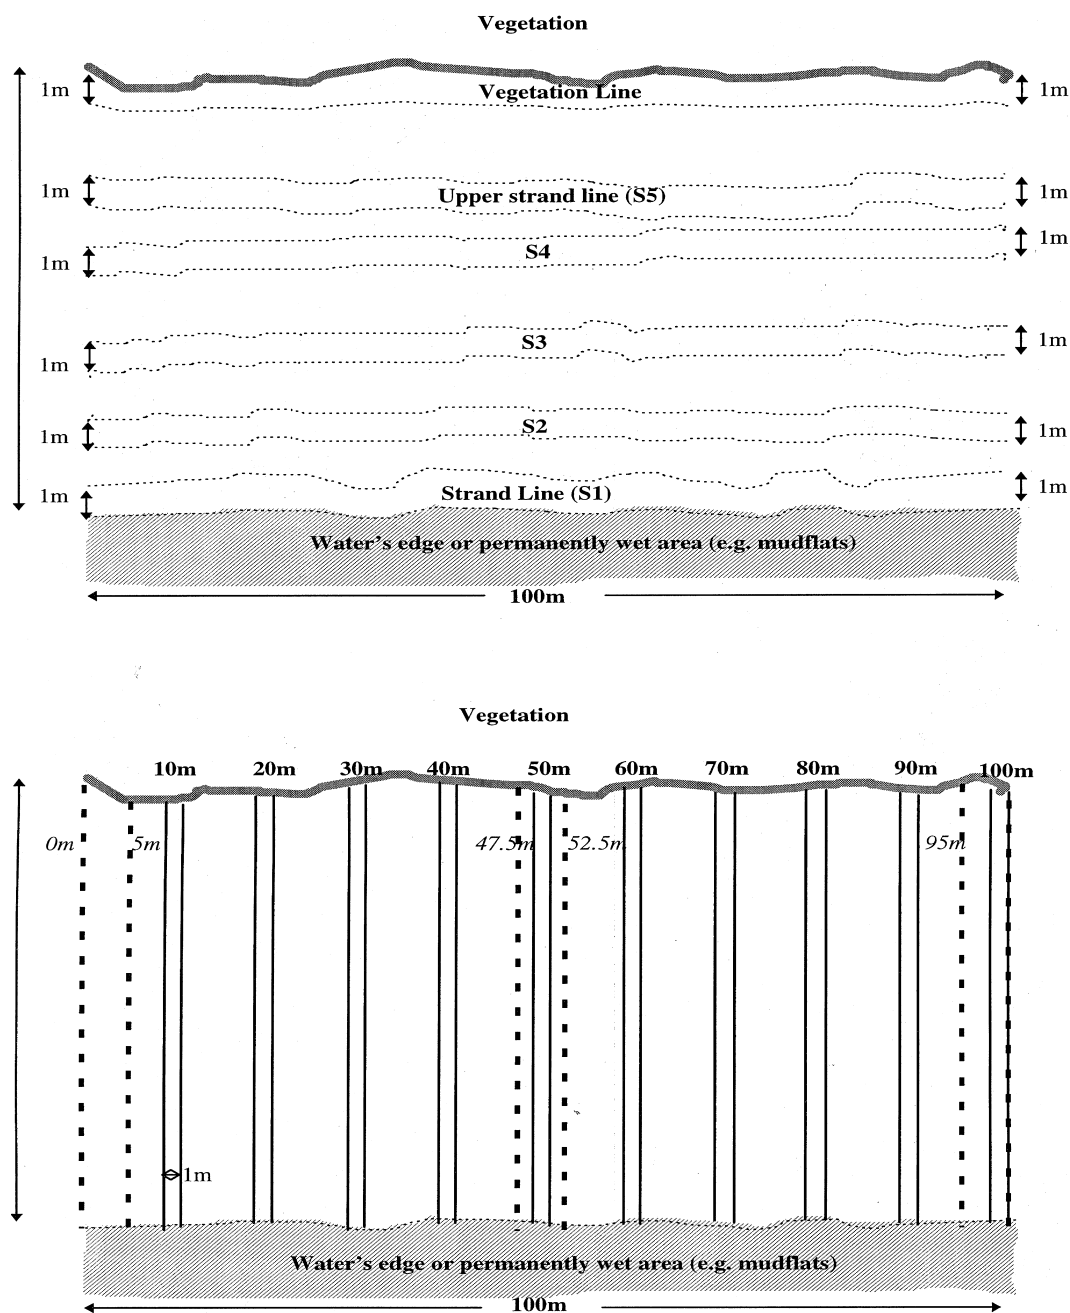 Vegetation
1m Vegetation Line 1m
1m Upper strand line (S5) 1m
1m S4 1m
1m S3 1m
1m S2 1m
1m Strand Line (S1) 1m
Water's edge or permanently wet area (e.g. mudflats)
100m
Vegetation
10m 20m 30m 40m 50m 60m 70m 80m 90m 100m
0m 5m 47.5m 52.5m 95m
1m
Water's edge or permanently wet area (e.g. mudflats)
100m